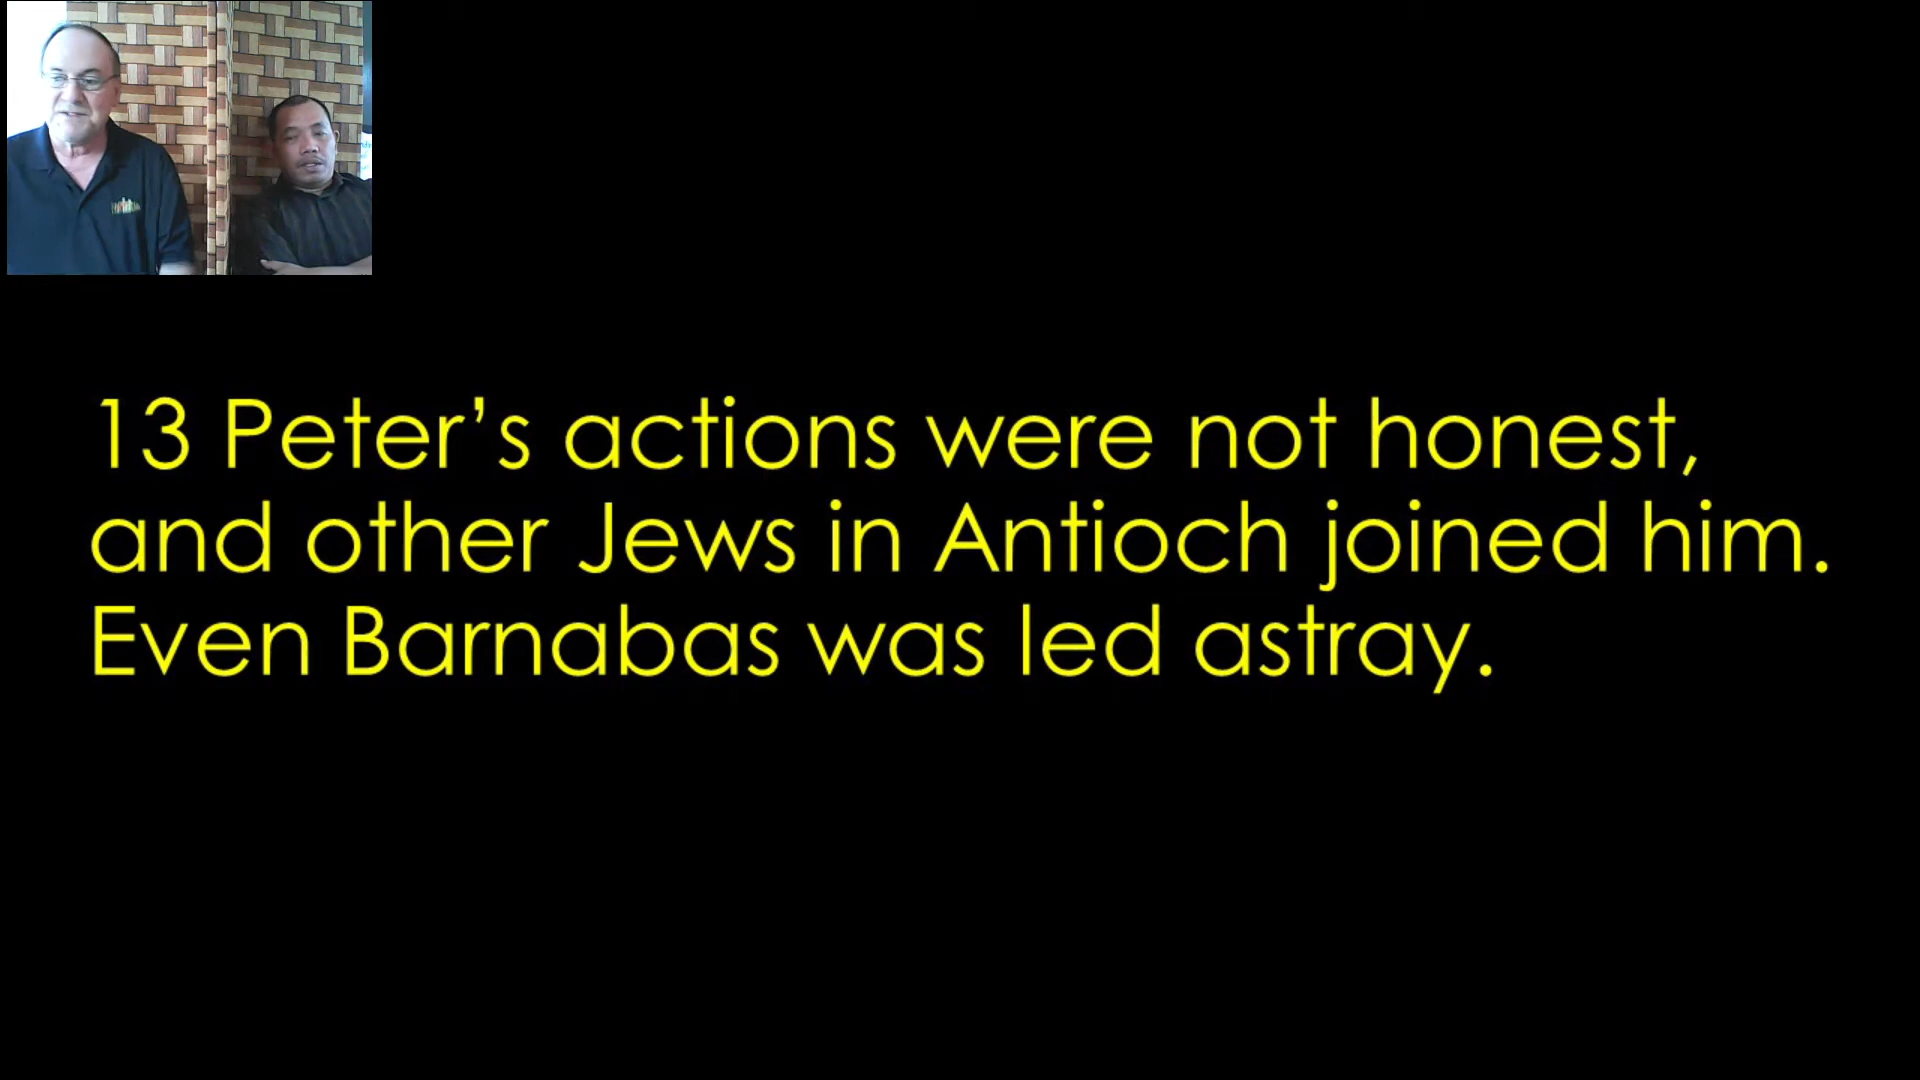 13 Peter’s actions were not honest,
and other Jews in Antioch joined him.
Even Barnabas was led astray.